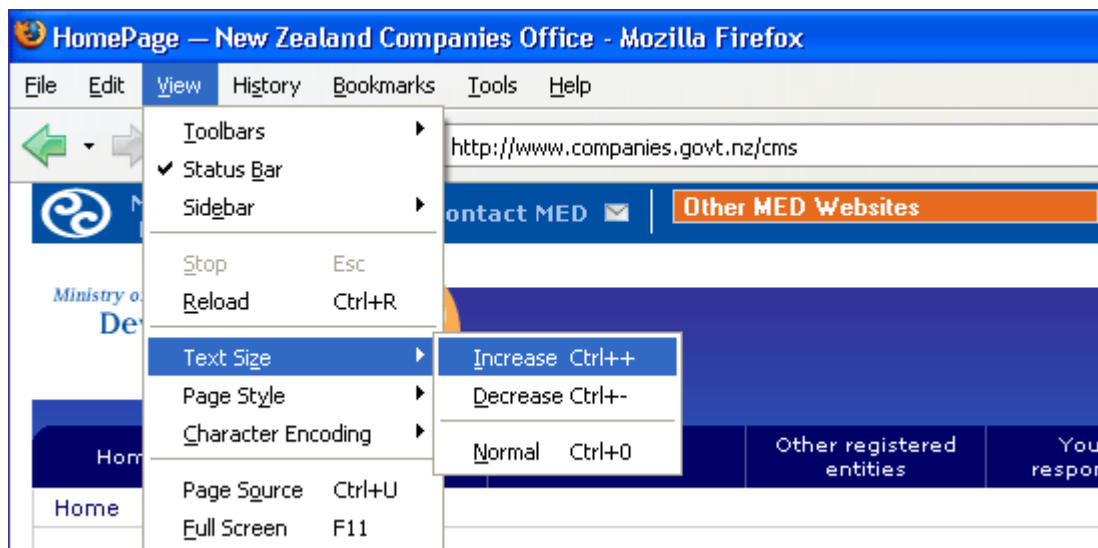 HomePage — New Zealand Companies Office - Mozilla Firefox
File Edit View History Bookmarks Tools Help
http://www.companies.govt.nz/cms
Toolbars
Status Bar
Sidebar
Contact MED
Other MED Websites
Stop Esc
Reload Ctrl+R
Ministry
Text Size
Increase Ctrl++
Page Style
Decrease Ctrl+-
Character Encoding
Normal Ctrl+0
Other registered
entities
Page Source Ctrl+U
Home
Full Screen F11